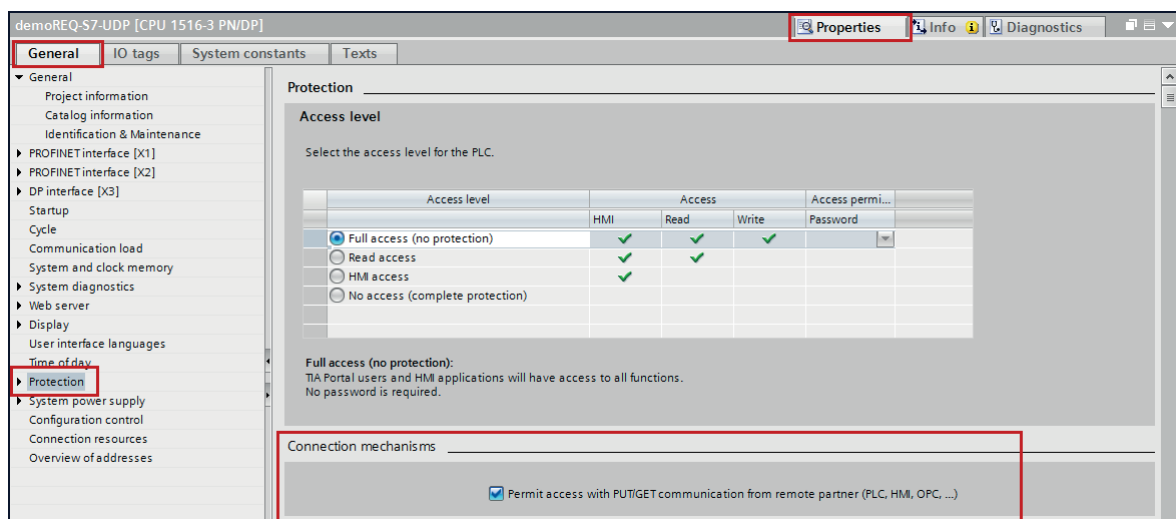 demoREQ-S7-UDP [CPU 1516-3 PN/DP]
Properties
Info
Diagnostics
General
IO tags
System constants
Texts
General
Project information
Catalog information
Identification & Maintenance
PROFINET interface [X1]
PROFINET interface [X2]
DP interface [X3]
Startup
Cycle
Communication load
System and clock memory
System diagnostics
Web server
Display
User interface languages
Time of day
Protection
System power supply
Configuration control
Connection resources
Overview of addresses
Protection
Access level
Select the access level for the PLC.
Access level Access Access permi...
HMI Read Write Password
Full access (no protection)
Read access
HMI access
No access (complete protection)
Full access (no protection):
TIA Portal users and HMI applications will have access to all functions.
No password is required.
Connection mechanisms
Permit access with PUT/GET communication from remote partner (PLC, HMI, OPC, ...)